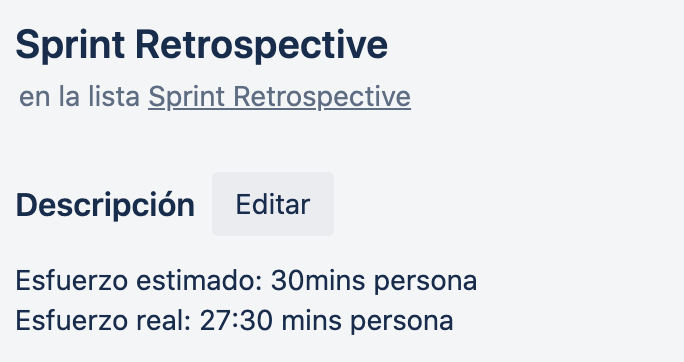 Sprint Retrospective
en la lista Sprint Retrospective
Descripción Editar
Esfuerzo estimado: 30mins persona
Esfuerzo real: 27:30 mins persona